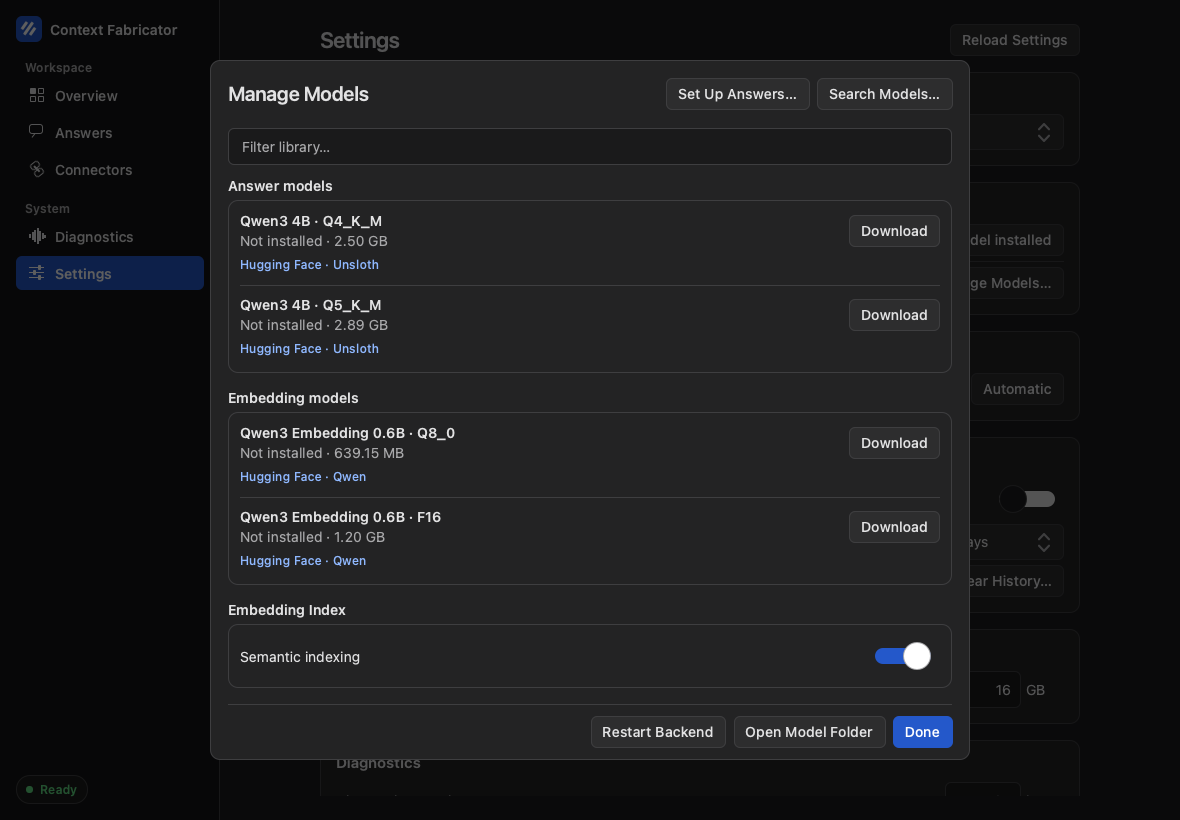 Context Fabricator
Workspace
Overview
Answers
Connectors
System
Diagnostics
Settings
Ready
Settings
Reload Settings
Manage Models
Set Up Answers...
Search Models...
Filter library...
Answer models
Qwen3 4B · Q4_K_M
Not installed · 2.50 GB
Hugging Face · Unsloth
Download
Qwen3 4B · Q5_K_M
Not installed · 2.89 GB
Hugging Face · Unsloth
Download
Embedding models
Qwen3 Embedding 0.6B · Q8_0
Not installed · 639.15 MB
Hugging Face · Qwen
Download
Qwen3 Embedding 0.6B · F16
Not installed · 1.20 GB
Hugging Face · Qwen
Download
Embedding Index
Semantic indexing
Restart Backend
Open Model Folder
Done
installed
Models...
Automatic
History...
16 GB
Diagnostics